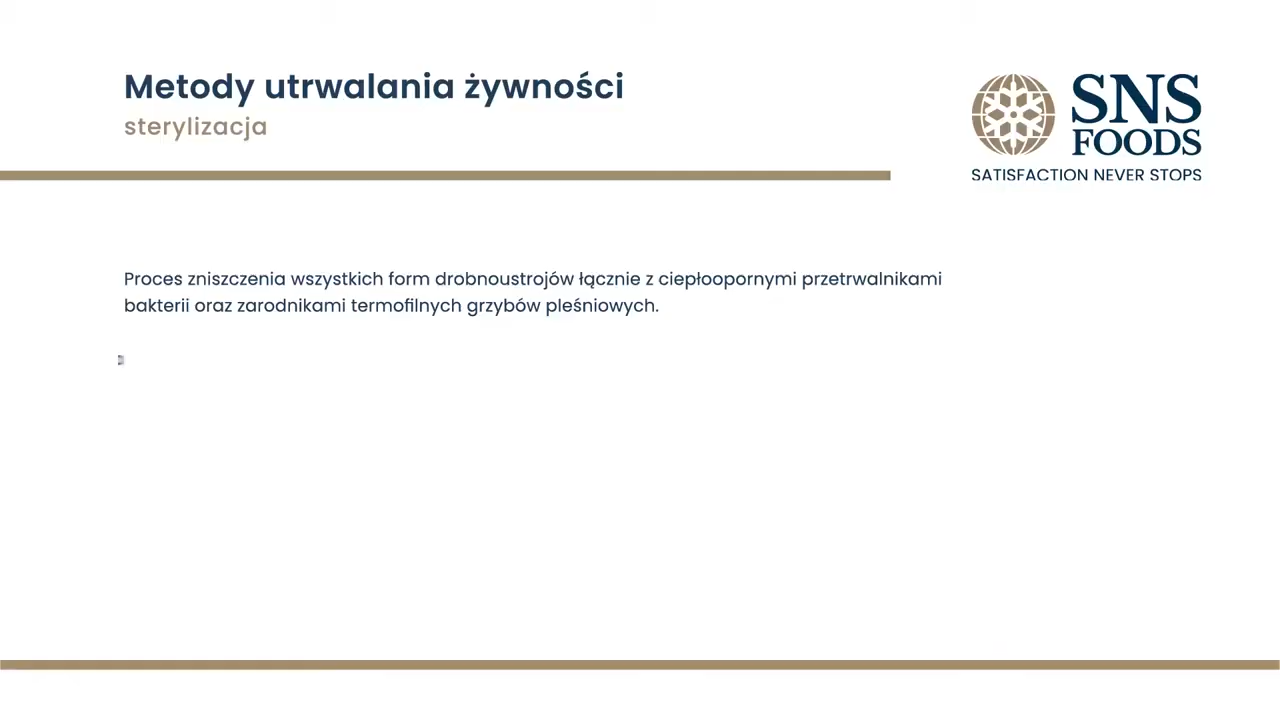 Metody utrwalania żywności
sterylizacja
SNS
FOODS
SATISFACTION NEVER STOPS
Proces zniszczenia wszystkich form drobnoustrojów łącznie z ciepłoopornymi przetrwalnikami
bakterii oraz zarodnikami termofilnych grzybów pleśniowych.